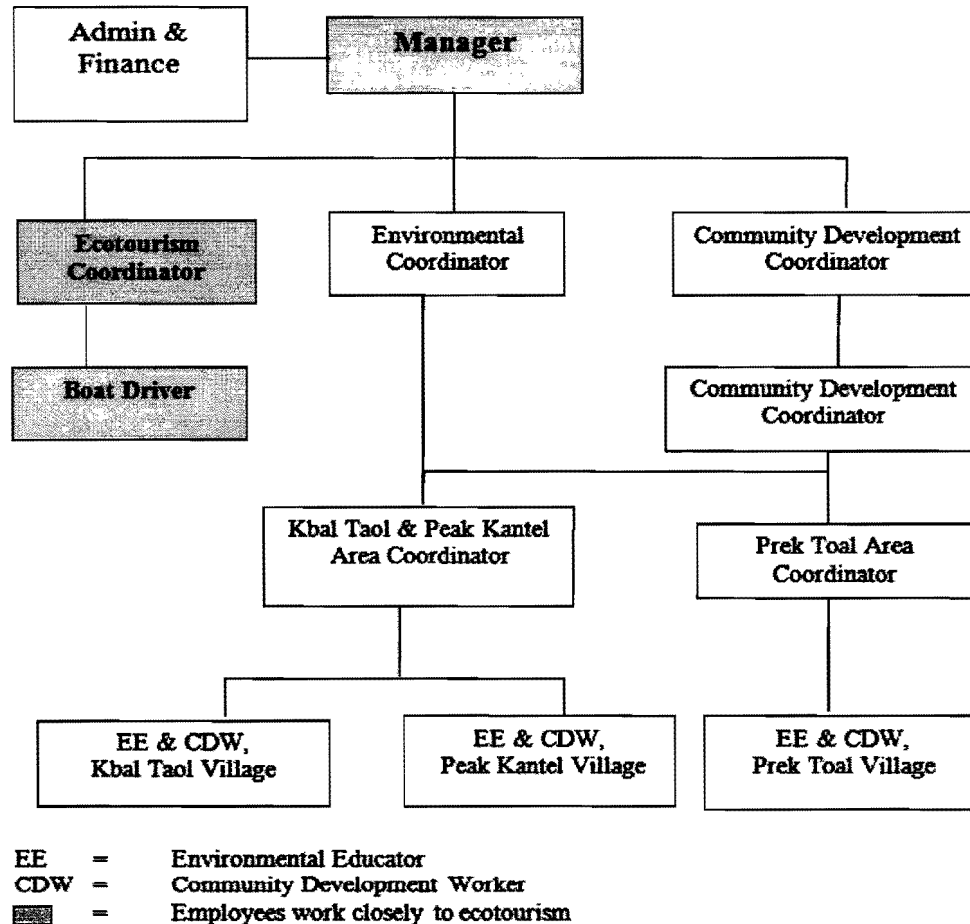 Admin &
Finance
Manager
Ecotourism
Coordinator
Environmental
Coordinator
Community Development
Coordinator
Boat Driver
Community Development
Coordinator
Kbal Taol & Peak Kantel
Area Coordinator
Prek Toal Area
Coordinator
EE & CDW,
Kbal Taol Village
EE & CDW,
Peak Kantel Village
EE & CDW,
Prek Toal Village
EE = Environmental Educator
CDW = Community Development Worker
= Employees work closely to ecotourism